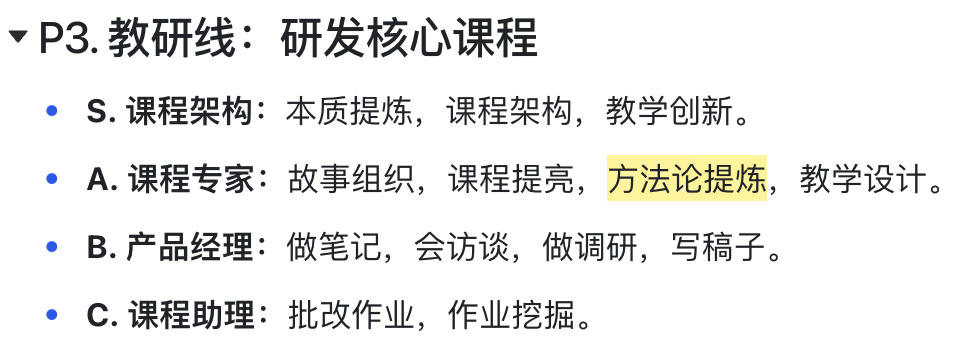 P3. 教研线：研发核心课程
S. 课程架构：本质提炼，课程架构，教学创新。
A. 课程专家：故事组织，课程提亮，方法论提炼，教学设计。
B. 产品经理：做笔记，会访谈，做调研，写稿子。
C. 课程助理：批改作业，作业挖掘。